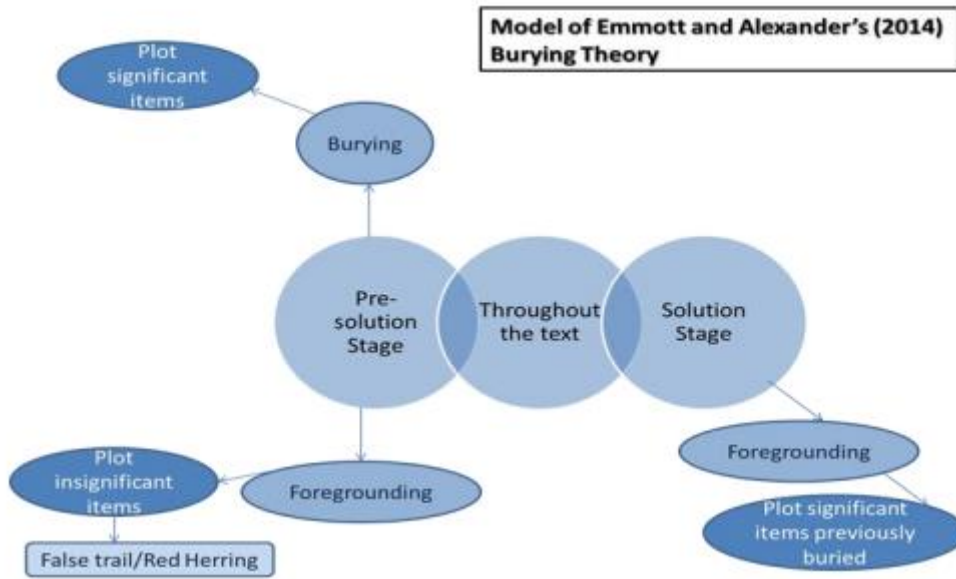 Model of Emmott and Alexander's (2014)
Burying Theory
Plot
significant
items
Burying
Pre-
solution
Stage
Throughout
the text
Solution
Stage
Plot
insignificant
items
Foregrounding
False trail/Red Herring
Foregrounding
Plot significant
items previously
buried